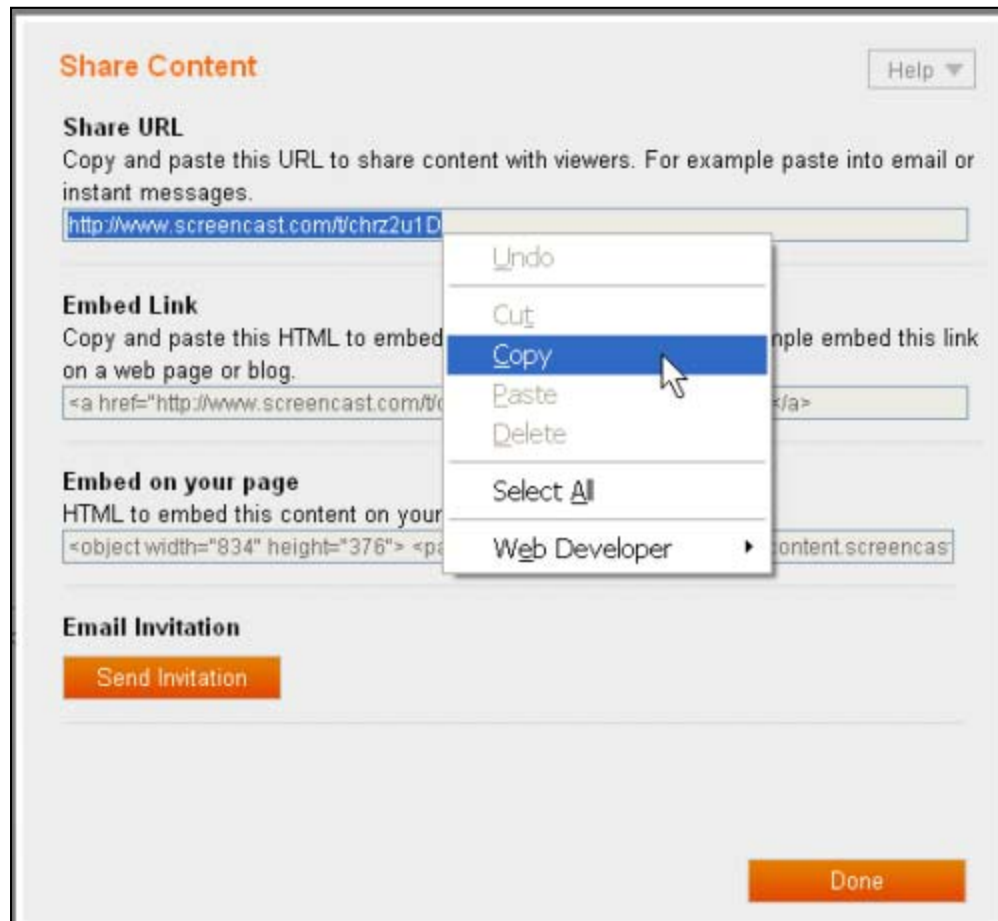 Share Content
Help
Share URL
Copy and paste this URL to share content with viewers. For example paste into email or
instant messages.
http://www.screencast.com/t/chrz2u1D
Undo
Embed Link
Cut
Copy and paste this HTML to embed
Copy
embed this link
on a web page or blog.
<a href="http://www.screencast.com/t/
Paste
</a>
Delete
Embed on your page
Select All
HTML to embed this content on your
<object width="834" height="376">
Web Developer
content.screencas
Email Invitation
Send Invitation
Done